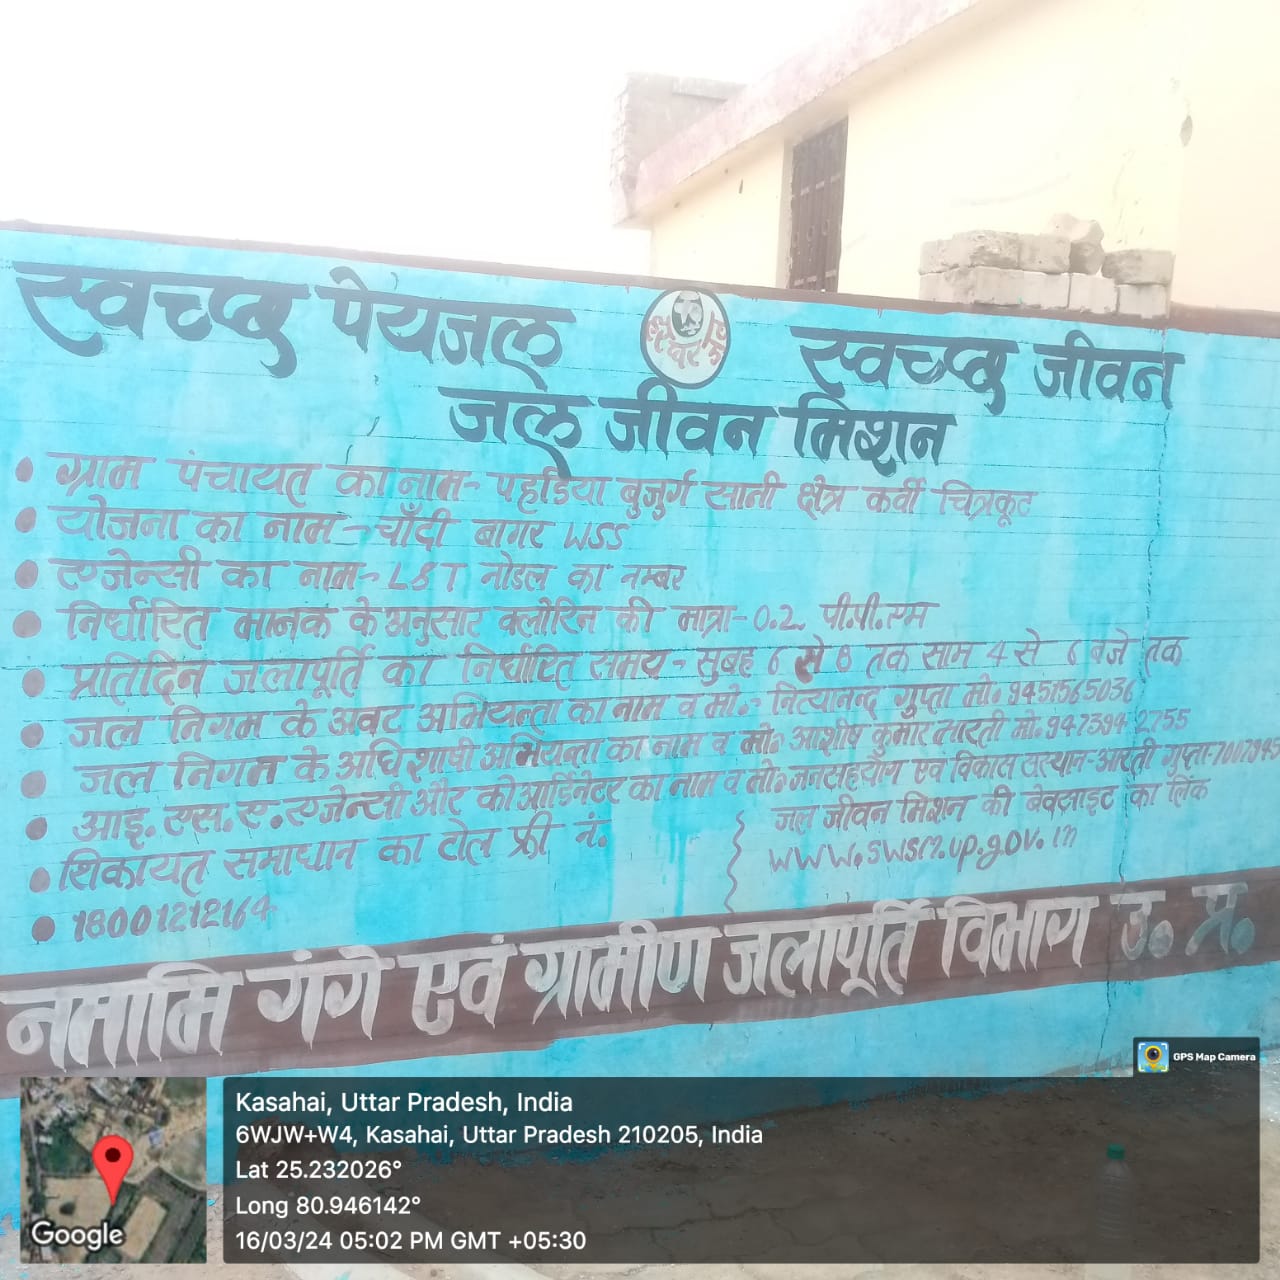 स्वच्छ पेयजल
हर घर जल
स्वच्छ जीवन
जल जीवन मिशन
• ग्राम पंचायत का नाम- पहडिया बुजुर्ग सानी क्षेत्र कर्वी चित्रकूट
• योजना का नाम - चाँदी बागर WSS
• एजेन्सी का नाम- L&T नोडल का नम्बर
• निर्धारित मानक के अनुसार क्लोरिन की मात्रा- 0.2 पी.पी.एम
• प्रतिदिन जलापूर्ति का निर्धारित समय - सुबह 6 से 8 तक साम 4 से 6 बजे तक
• जल निगम के अवर अभियन्ता का नाम व मो.- नित्यानन्द गुप्ता मो. 9451565036
• जल निगम के अधिशाषी अभियन्ता का नाम व मो. आशीष कुमार भारती मो. 9473942755
• आइ.एस.ए. एजेन्सी और कोआर्डिनेटर का नाम व मो. जनसहयोग एवं विकास संस्थान-आरती गुप्ता-7007945
• शिकायत समाधान का टोल फ्री नं.
• 18001212164
जल जीवन मिशन की बेवसाइट का लिंक
www.swsm.up.gov.in
नमामि गंगे एवं ग्रामीण जलापूर्ति विभाग उ. प्र.
GPS Map Camera
Kasahai, Uttar Pradesh, India
6WJW+W4, Kasahai, Uttar Pradesh 210205, India
Lat 25.232026°
Long 80.946142°
16/03/24 05:02 PM GMT +05:30
Google